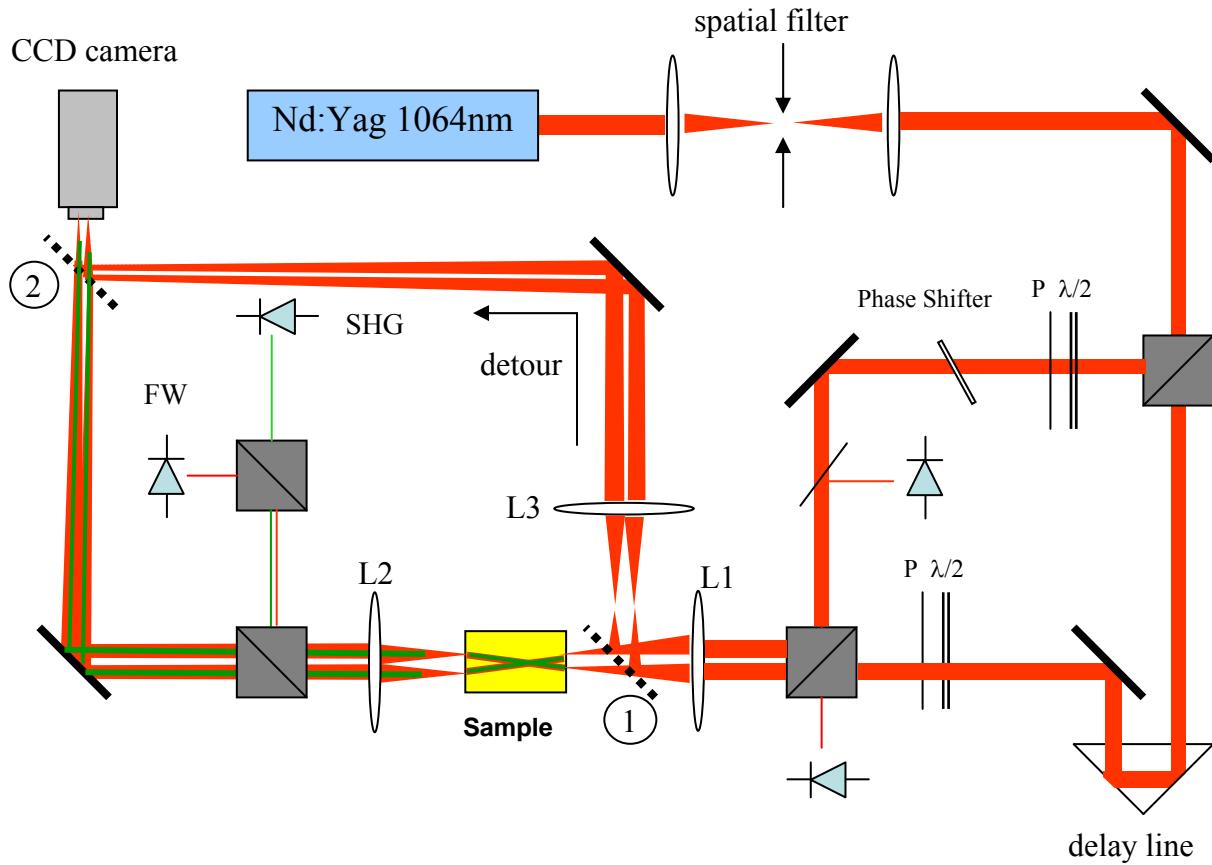 spatial filter
CCD camera
Nd:Yag 1064nm
2
SHG
Phase Shifter
P λ/2
detour
FW
L3
L2
L1
P λ/2
Sample
1
delay line